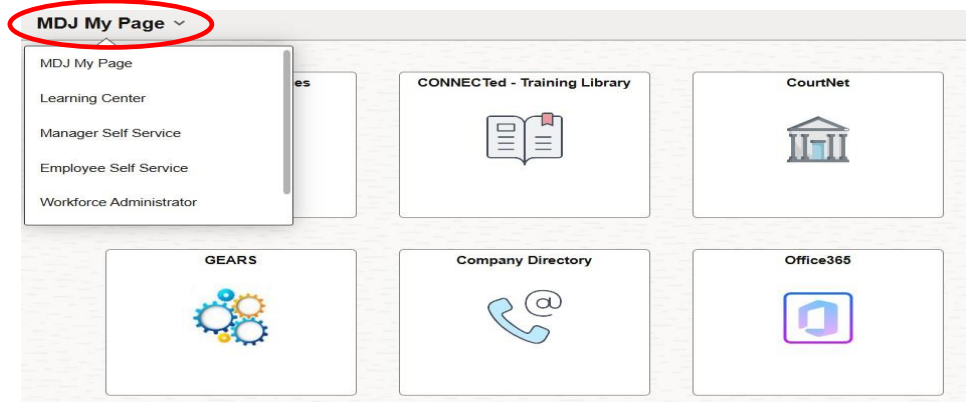 MDJ My Page
MDJ My Page
Learning Center
Manager Self Service
Employee Self Service
Workforce Administrator
CONNECTed - Training Library
CourtNet
GEARS
Company Directory
@
Office365